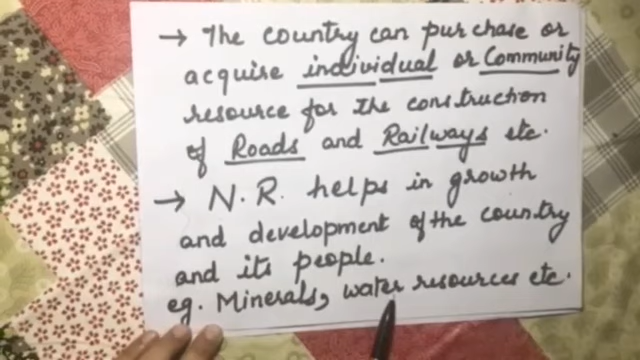 → The country can purchase or
acquire individual or Community
resource for the construction
of Roads and Railways etc.
→ N.R. helps in growth
and development of the country
and its people.
eg. Minerals, water resources etc.